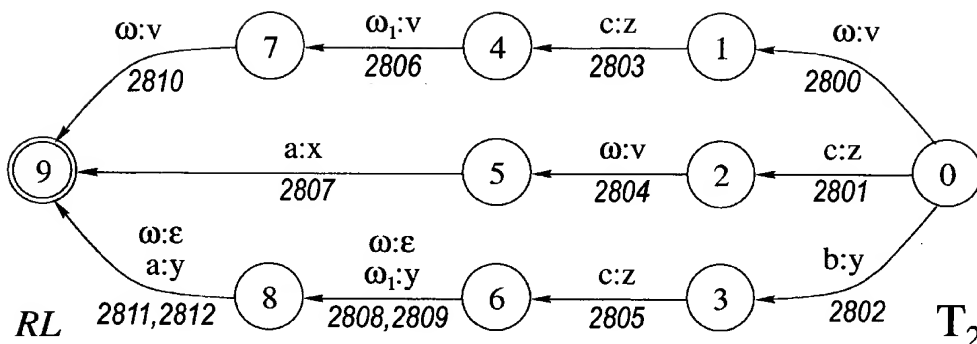 ω:v 7 ω₁:v 4 c:z 1 ω:v
2810 2806 2803 2800
9 a:x 5 ω:v 2 c:z 0
2807 2804 2801
ω:ε
a:y 8 ω:ε
ω₁:y 6 c:z 3 b:y
2811,2812 2808,2809 2805 2802
RL T₂